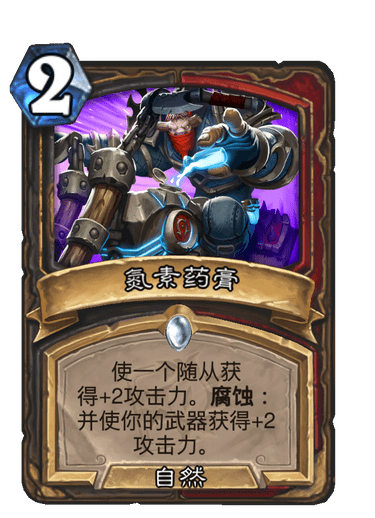 2
氮素药膏
使一个随从获
得+2攻击力。腐蚀：
并使你的武器获得+2
攻击力。
自然